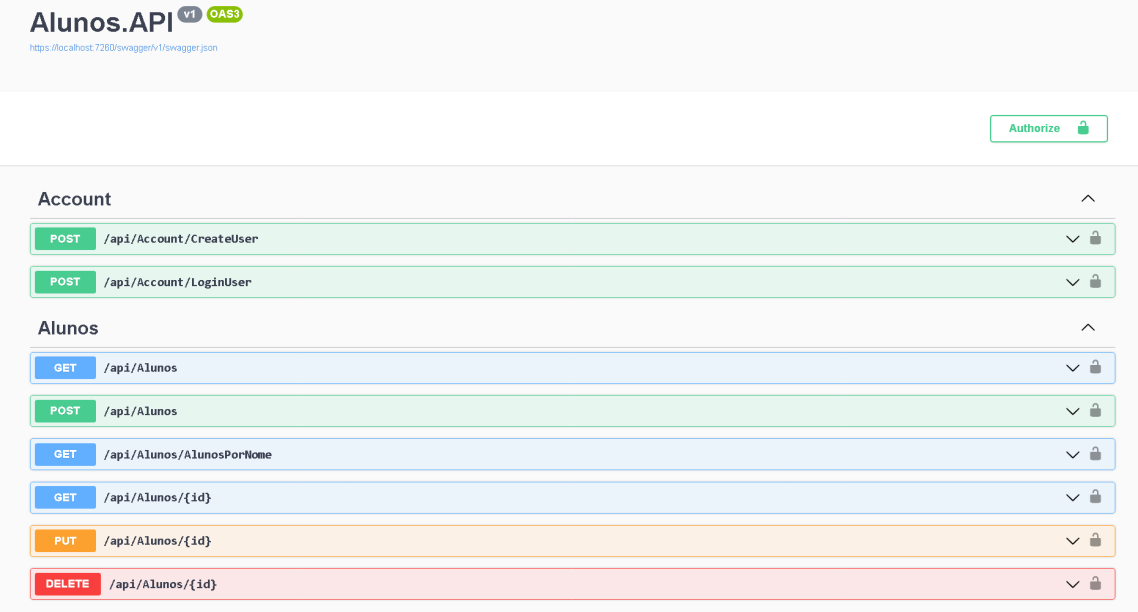 Alunos.API v1 OAS3
https://localhost:7260/swagger/v1/swagger.json
Authorize
Account
POST /api/Account/CreateUser
POST /api/Account/LoginUser
Alunos
GET /api/Alunos
POST /api/Alunos
GET /api/Alunos/AlunosPorNome
GET /api/Alunos/{id}
PUT /api/Alunos/{id}
DELETE /api/Alunos/{id}